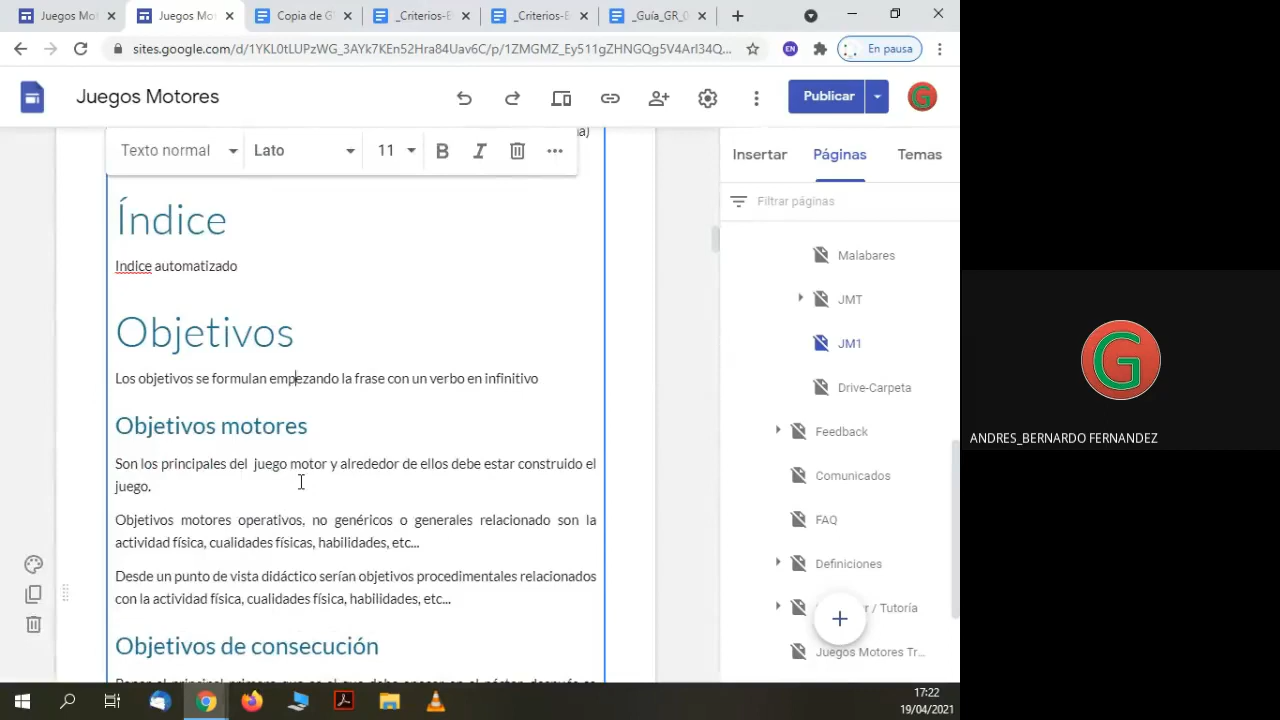 Juegos Mo
Juegos Mo
Copia de G
_Criterios-E
_Criterios-E
_Guía_GR_0
sites.google.com/d/1YKL0tLUPzWG_3AYk7KEn52Hra84Uav6C/p/1ZMGMZ_Ey511gZHNGQg5V4ArI34Q...
EN
En pausa
Juegos Motores
Publicar
G
a)
Texto normal
Lato
11
B
I
Insertar
Páginas
Temas
Filtrar páginas
Índice
Indice automatizado
Objetivos
Los objetivos se formulan empezando la frase con un verbo en infinitivo
Objetivos motores
Son los principales del juego motor y alrededor de ellos debe estar construido el
juego.
Objetivos motores operativos, no genéricos o generales relacionado son la
actividad física, cualidades físicas, habilidades, etc...
Desde un punto de vista didáctico serían objetivos procedimentales relacionados
con la actividad física, cualidades física, habilidades, etc...
Objetivos de consecución
Malabares
JMT
JM1
Drive-Carpeta
Feedback
Comunicados
FAQ
Definiciones
/ Tutoría
Juegos Motores Tr...
17:22
19/04/2021
G
ANDRES_BERNARDO FERNANDEZ